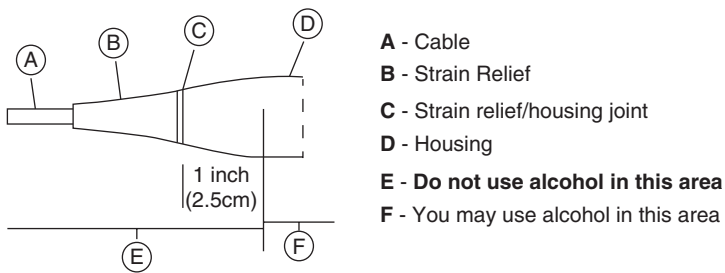 A
B
C
D
1 inch
(2.5cm)
E
F
A - Cable
B - Strain Relief
C - Strain relief/housing joint
D - Housing
E - Do not use alcohol in this area
F - You may use alcohol in this area